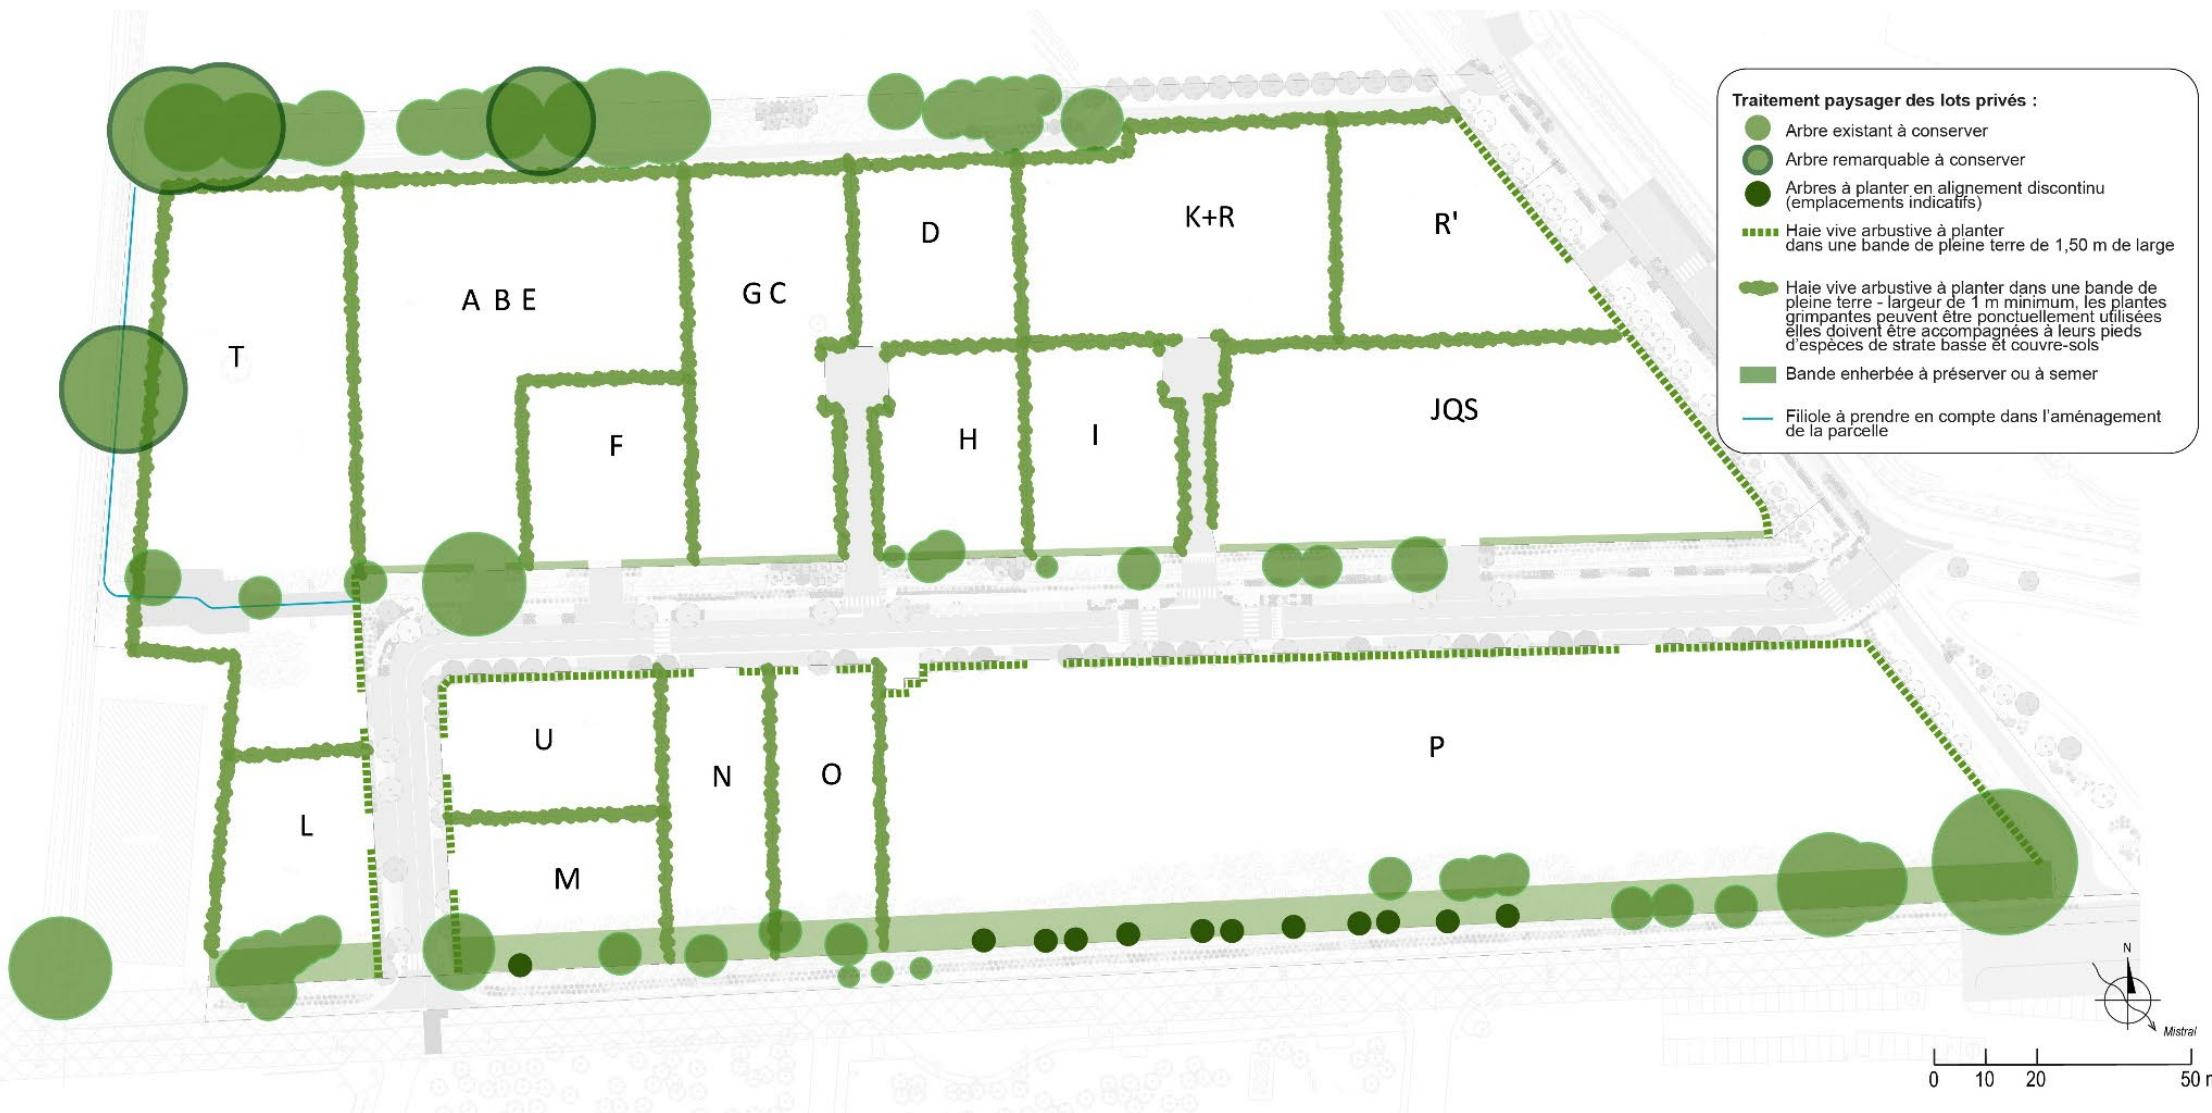 Traitement paysager des lots privés :
Arbre existant à conserver
Arbre remarquable à conserver
Arbres à planter en alignement discontinu
(emplacements indicatifs)
Haie vive arbustive à planter
dans une bande de pleine terre de 1,50 m de large
Haie vive arbustive à planter dans une bande de
pleine terre - largeur de 1 m minimum, les plantes
grimpantes peuvent être ponctuellement utilisées
elles doivent être accompagnées à leurs pieds
d'espèces de strate basse et couvre-sols
Bande enherbée à préserver ou à semer
Filiole à prendre en compte dans l'aménagement
de la parcelle
K+R
R'
D
A B E
G C
T
JQS
F
H
I
U
P
N
O
L
M
N
Mistral
0 10 20 50 m